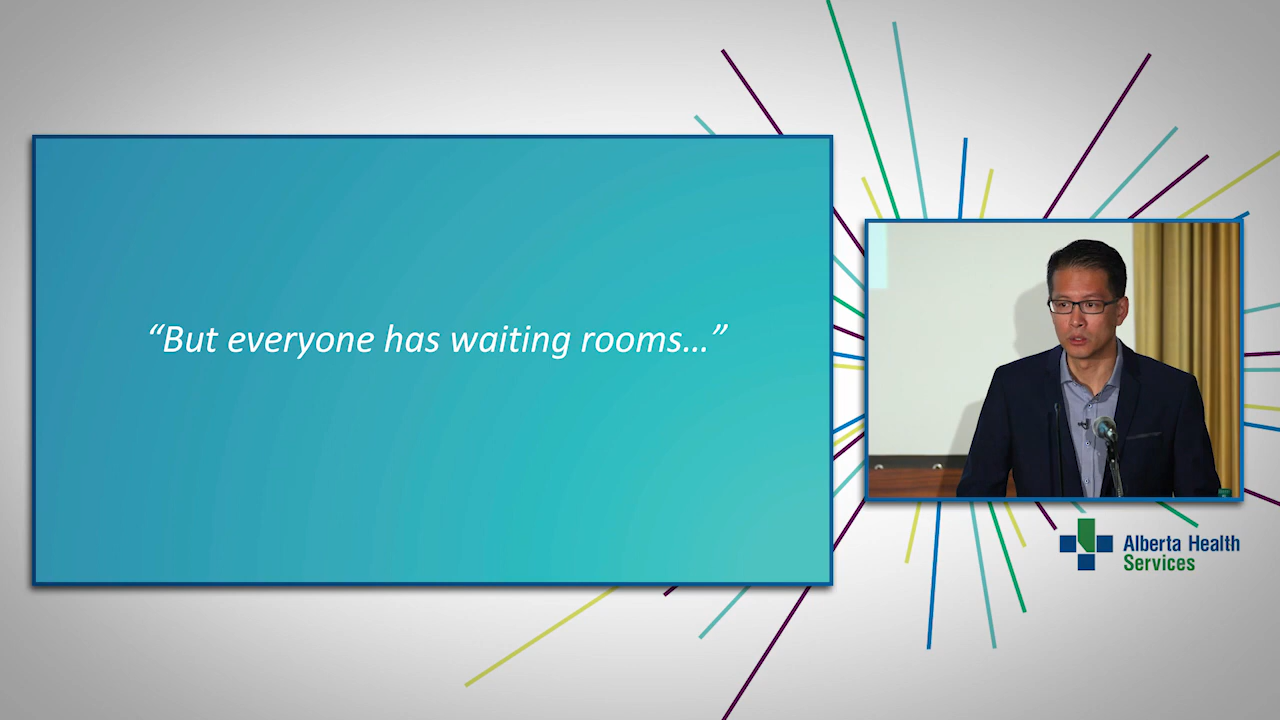 “But everyone has waiting rooms...”
Alberta Health
Services